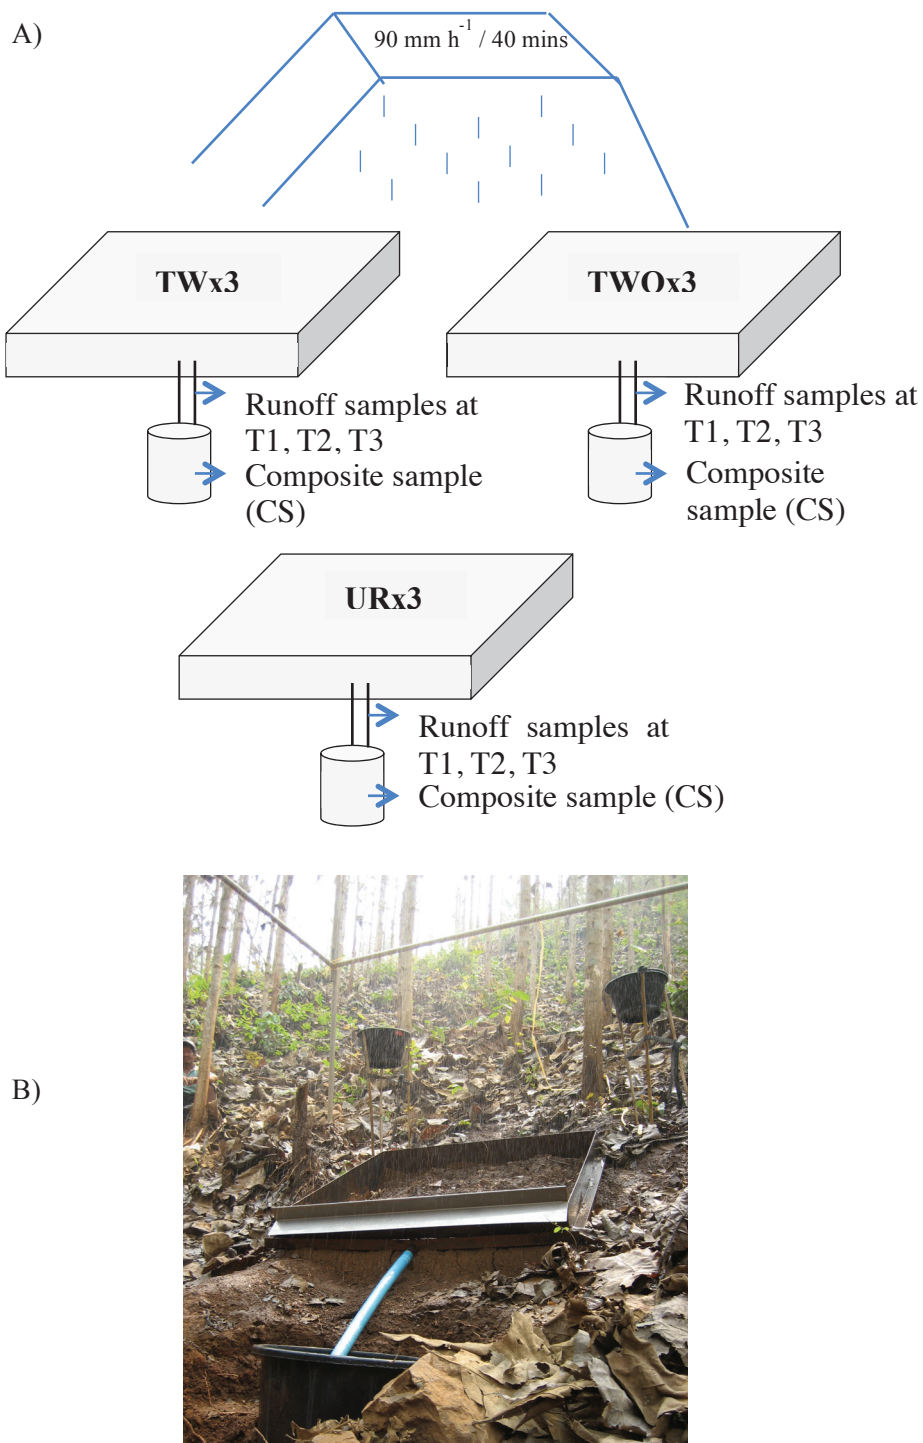 A)
90 mm h-1 / 40 mins
TWx3
TWOx3
Runoff samples at
T1, T2, T3
Composite sample
(CS)
Runoff samples at
T1, T2, T3
Composite
sample (CS)
URx3
Runoff samples at
T1, T2, T3
Composite sample (CS)
B)